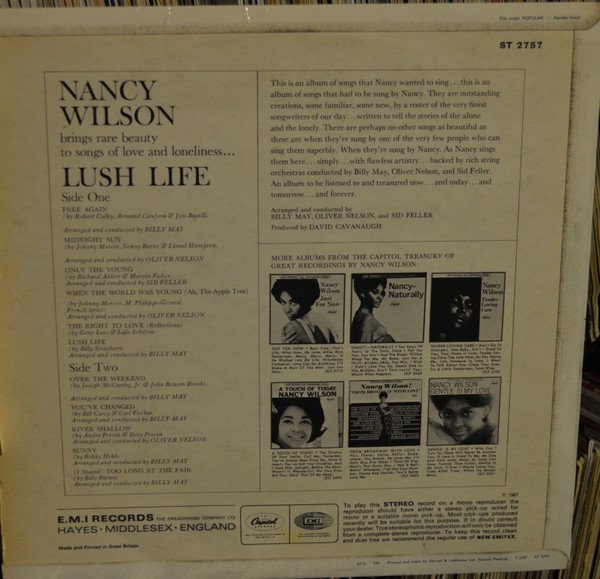 File under POPULAR - Female Vocal
ST 2757
NANCY
WILSON
brings rare beauty
to songs of love and loneliness...
LUSH LIFE
Side One
FREE AGAIN
(by Robert Colby, Armand Canfora & Joss Baselli.
Arranged and conducted by BILLY MAY
MIDNIGHT SUN
(by Johnny Mercer, Sonny Burke & Lionel Hampton.
Arranged and conducted by OLIVER NELSON
ONLY THE YOUNG
(by Richard Ahlert & Marvin Fisher.
Arranged and conducted by SID FELLER
WHEN THE WORLD WAS YOUNG (Ah, The Apple Tree)
(by Johnny Mercer, M. Philippe-Gerard.
French lyrics:
Arranged and conducted by OLIVER NELSON
THE RIGHT TO LOVE (Reflections)
(by Gene Lees & Lalo Schifrin.
LUSH LIFE
(by Billy Strayhorn.
Arranged and conducted by BILLY MAY
Side Two
OVER THE WEEKEND
(by Joseph McCarthy, Jr. & John Benson Brooks.
Arranged and conducted by BILLY MAY
YOU'VE CHANGED
(by Bill Carey & Carl Fischer.
Arranged and conducted by BILLY MAY
RIVER SHALLOW
(by Andre Previn & Dory Previn.
Arranged and conducted by OLIVER NELSON
SUNNY
(by Bobby Hebb.
Arranged and conducted by BILLY MAY
(I Stayed) TOO LONG AT THE FAIR
(by Billy Barnes.
Arranged and conducted by BILLY MAY
This is an album of songs that Nancy wanted to sing... this is an
album of songs that had to be sung by Nancy. They are outstanding
creations, some familiar, some new, by a roster of the very finest
songwriters of our day... written to tell the stories of the alone
and the lonely. There are perhaps no other songs as beautiful as
these are when they're sung by one of the very few people who can
sing them superbly. When they're sung by Nancy. As Nancy sings
them here... simply... with flawless artistry... backed by rich string
orchestras conducted by Billy May, Oliver Nelson, and Sid Feller.
An album to be listened to and treasured now... and today... and
tomorrow... and forever.
Arranged and conducted by
BILLY MAY, OLIVER NELSON, and SID FELLER
Produced by DAVID CAVANAUGH
MORE ALBUMS FROM THE CAPITOL TREASURY OF
GREAT RECORDINGS BY NANCY WILSON:
Nancy
Wilson
Just
For Now
Nancy-
Naturally
Nancy
Wilson
Tender
Loving
Care
A TOUCH OF TODAY
NANCY WILSON
Nancy Wilson
"FROM BROADWAY WITH LOVE"
NANCY WILSON
GENTLE IS MY LOVE
E.M.I RECORDS THE GRAMOPHONE COMPANY LTD
HAYES · MIDDLESEX · ENGLAND
Made and Printed in Great Britain
Capitol
EMI
℗ 1967
To play this STEREO record on a mono reproducer the
reproducer should have either a stereo pick-up wired for
mono or a suitable mono pick-up. Most pick-ups produced
recently will be suitable for this purpose. If in doubt consult
your dealer. True stereophonic reproduction will only be obtained
from a complete stereo reproducer. To keep this record clean
and dust free we recommend the regular use of NEW EMITEX.